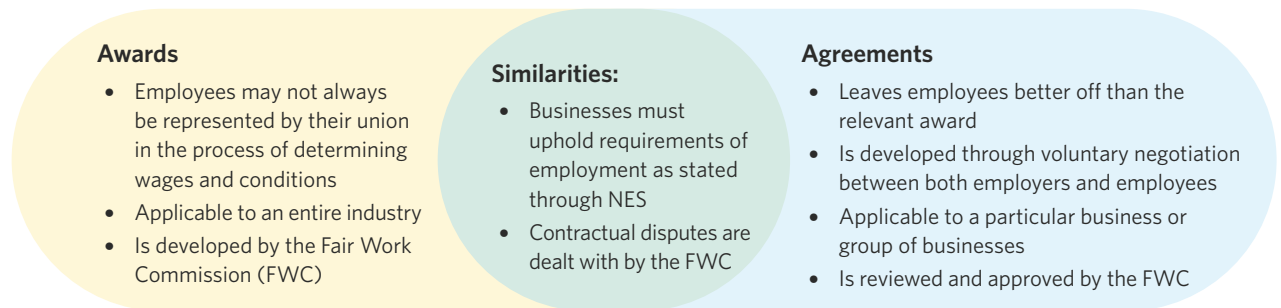 Awards
• Employees may not always
be represented by their union
in the process of determining
wages and conditions
• Applicable to an entire industry
• Is developed by the Fair Work
Commission (FWC)
Similarities:
• Businesses must
uphold requirements of
employment as stated
through NES
• Contractual disputes are
dealt with by the FWC
Agreements
• Leaves employees better off than the
relevant award
• Is developed through voluntary negotiation
between both employers and employees
• Applicable to a particular business or
group of businesses
• Is reviewed and approved by the FWC